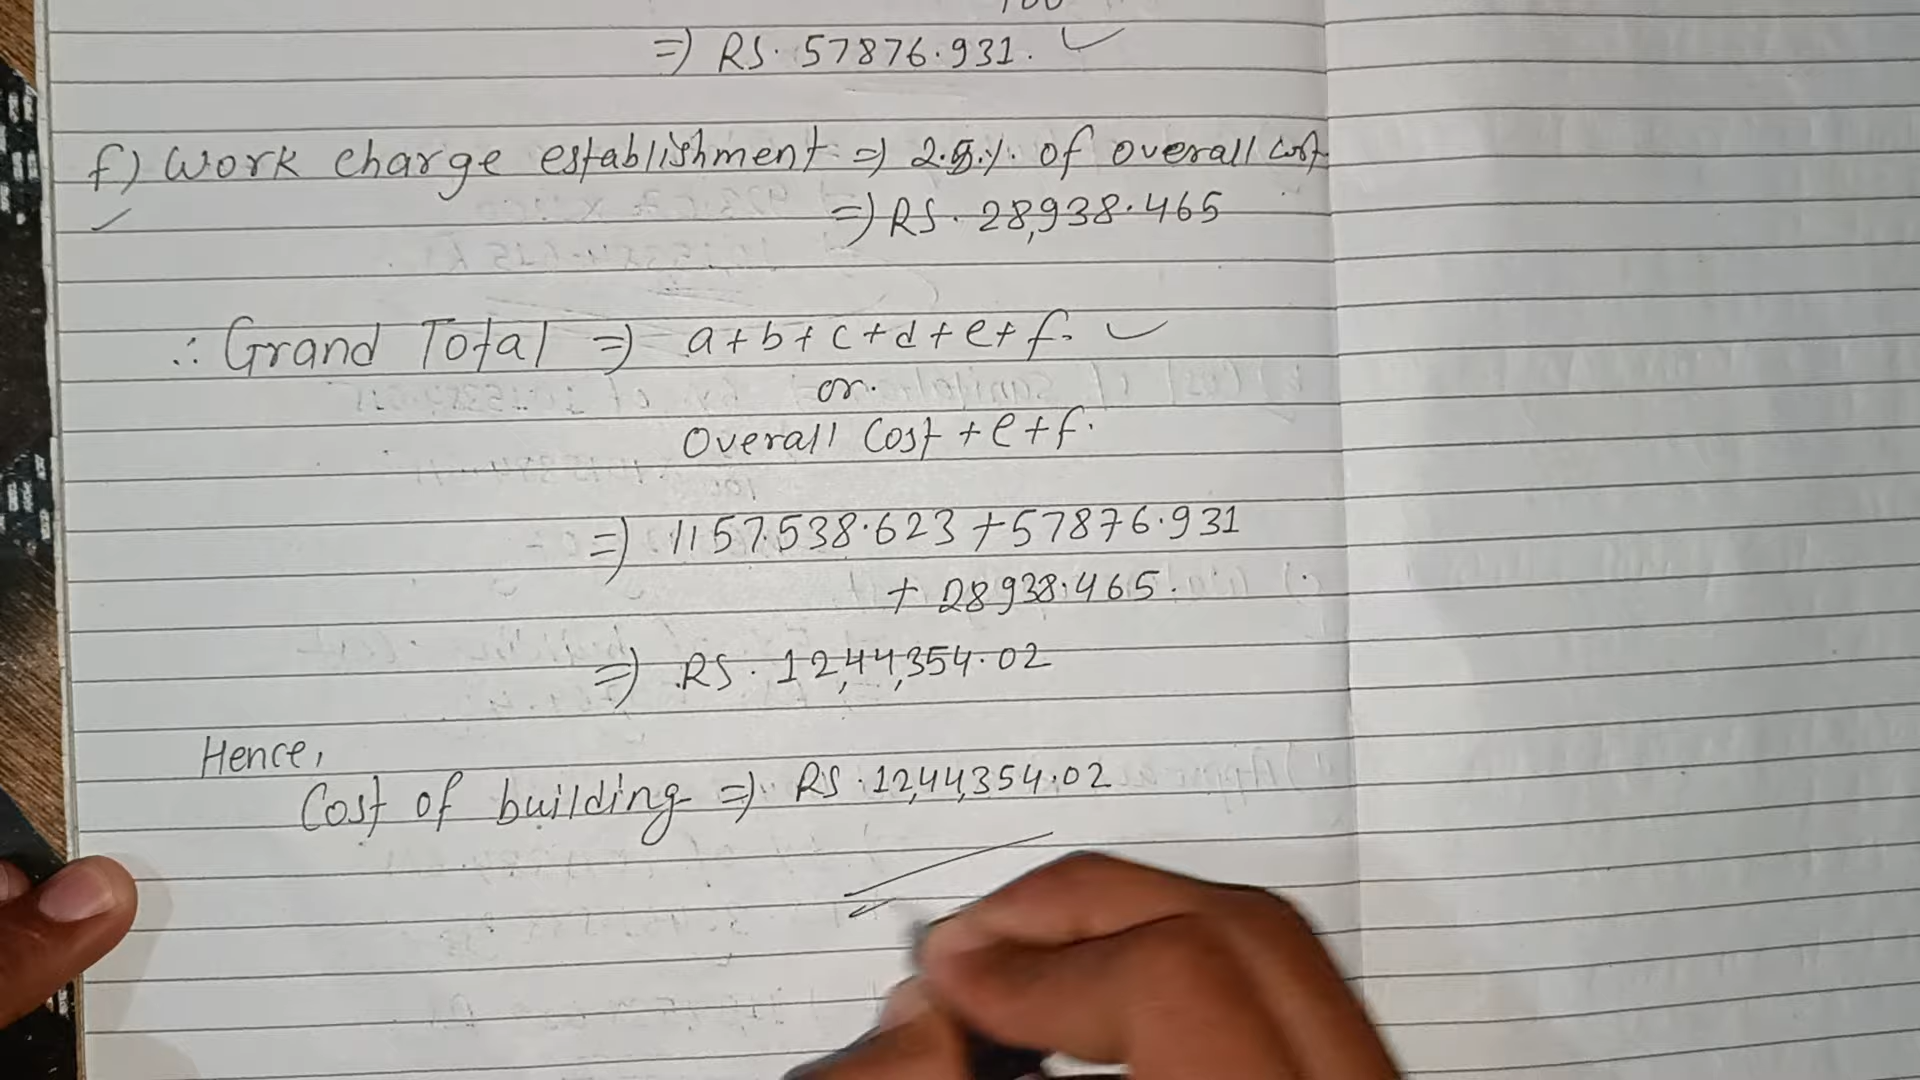 100
=) RS. 57876.931.
f) Work charge establishment =) 2.5.% of overall cost
=) RS. 28,938.465
∴ Grand Total =) a+b+c+d+e+f.
or.
Overall Cost +e+f.
=) 1157538.623 +57876.931
+ 28938.465.
=) RS. 12,44,354.02
Hence,
Cost of building =) RS.12,44,354.02